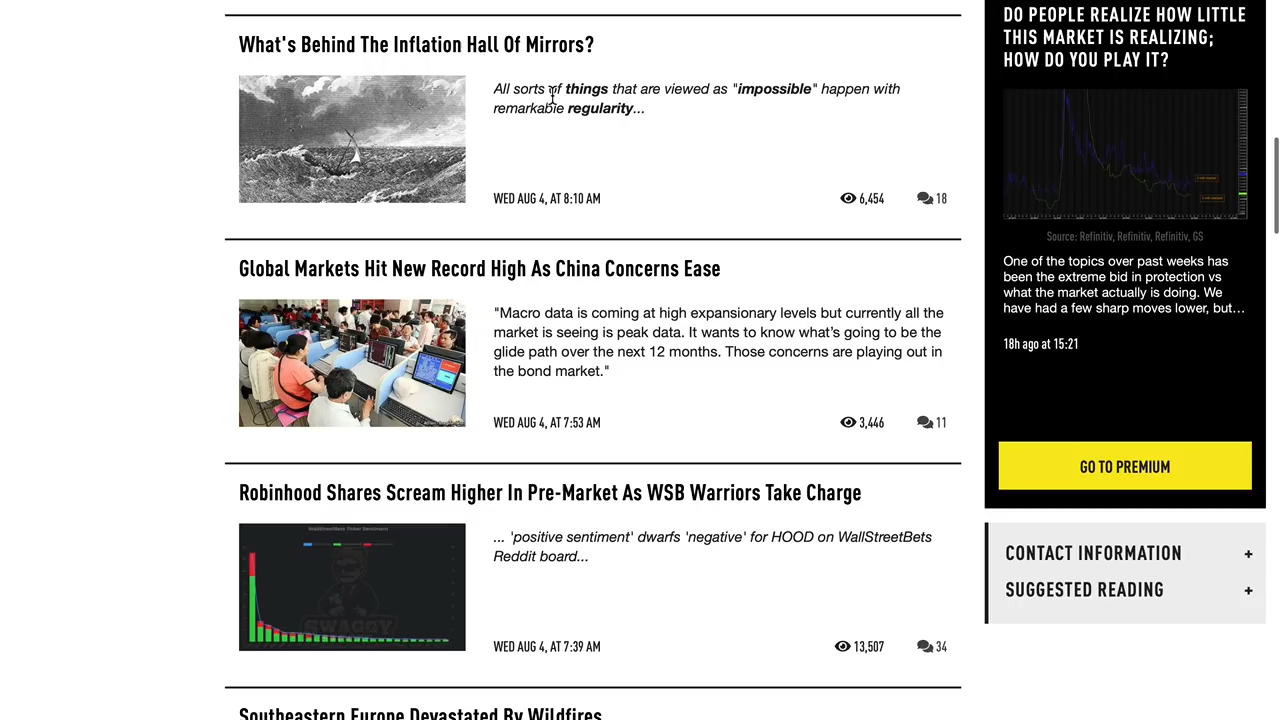 What's Behind The Inflation Hall Of Mirrors?
All sorts of things that are viewed as "impossible" happen with
remarkable regularity...
WED AUG 4, AT 8:10 AM
6,454
18
Global Markets Hit New Record High As China Concerns Ease
"Macro data is coming at high expansionary levels but currently all the
market is seeing is peak data. It wants to know what's going to be the
glide path over the next 12 months. Those concerns are playing out in
the bond market."
WED AUG 4, AT 7:53 AM
3,446
11
Robinhood Shares Scream Higher In Pre-Market As WSB Warriors Take Charge
... 'positive sentiment' dwarfs 'negative' for HOOD on WallStreetBets
Reddit board...
SWAGGY
WED AUG 4, AT 7:39 AM
13,507
34
Southeastern Europe Devastated By Wildfires
DO PEOPLE REALIZE HOW LITTLE
THIS MARKET IS REALIZING;
HOW DO YOU PLAY IT?
Source: Refinitiv, Refinitiv, Refinitiv, GS
One of the topics over past weeks has
been the extreme bid in protection vs
what the market actually is doing. We
have had a few sharp moves lower, but...
18h ago at 15:21
GO TO PREMIUM
CONTACT INFORMATION +
SUGGESTED READING +